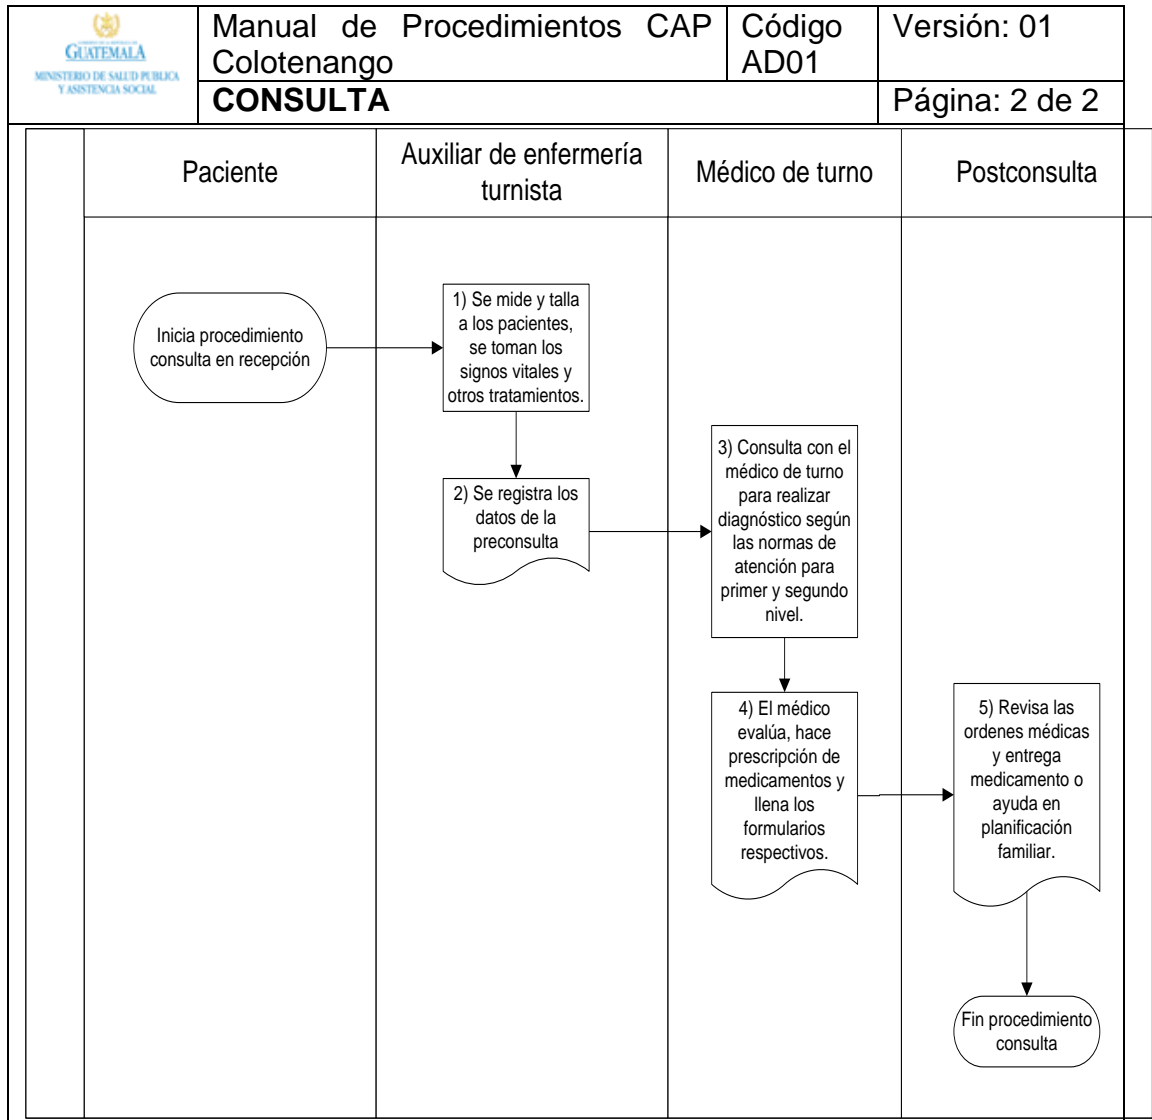 GOBIERNO DE LA REPÚBLICA DE
GUATEMALA
MINISTERIO DE SALUD PUBLICA
Y ASISTENCIA SOCIAL
Manual de Procedimientos CAP
Colotenango
Código
AD01
Versión: 01
CONSULTA
Página: 2 de 2
Paciente
Auxiliar de enfermería
turnista
Médico de turno
Postconsulta
Inicia procedimiento
consulta en recepción
1) Se mide y talla
a los pacientes,
se toman los
signos vitales y
otros tratamientos.
2) Se registra los
datos de la
preconsulta
3) Consulta con el
médico de turno
para realizar
diagnóstico según
las normas de
atención para
primer y segundo
nivel.
4) El médico
evalúa, hace
prescripción de
medicamentos y
llena los
formularios
respectivos.
5) Revisa las
ordenes médicas
y entrega
medicamento o
ayuda en
planificación
familiar.
Fin procedimiento
consulta